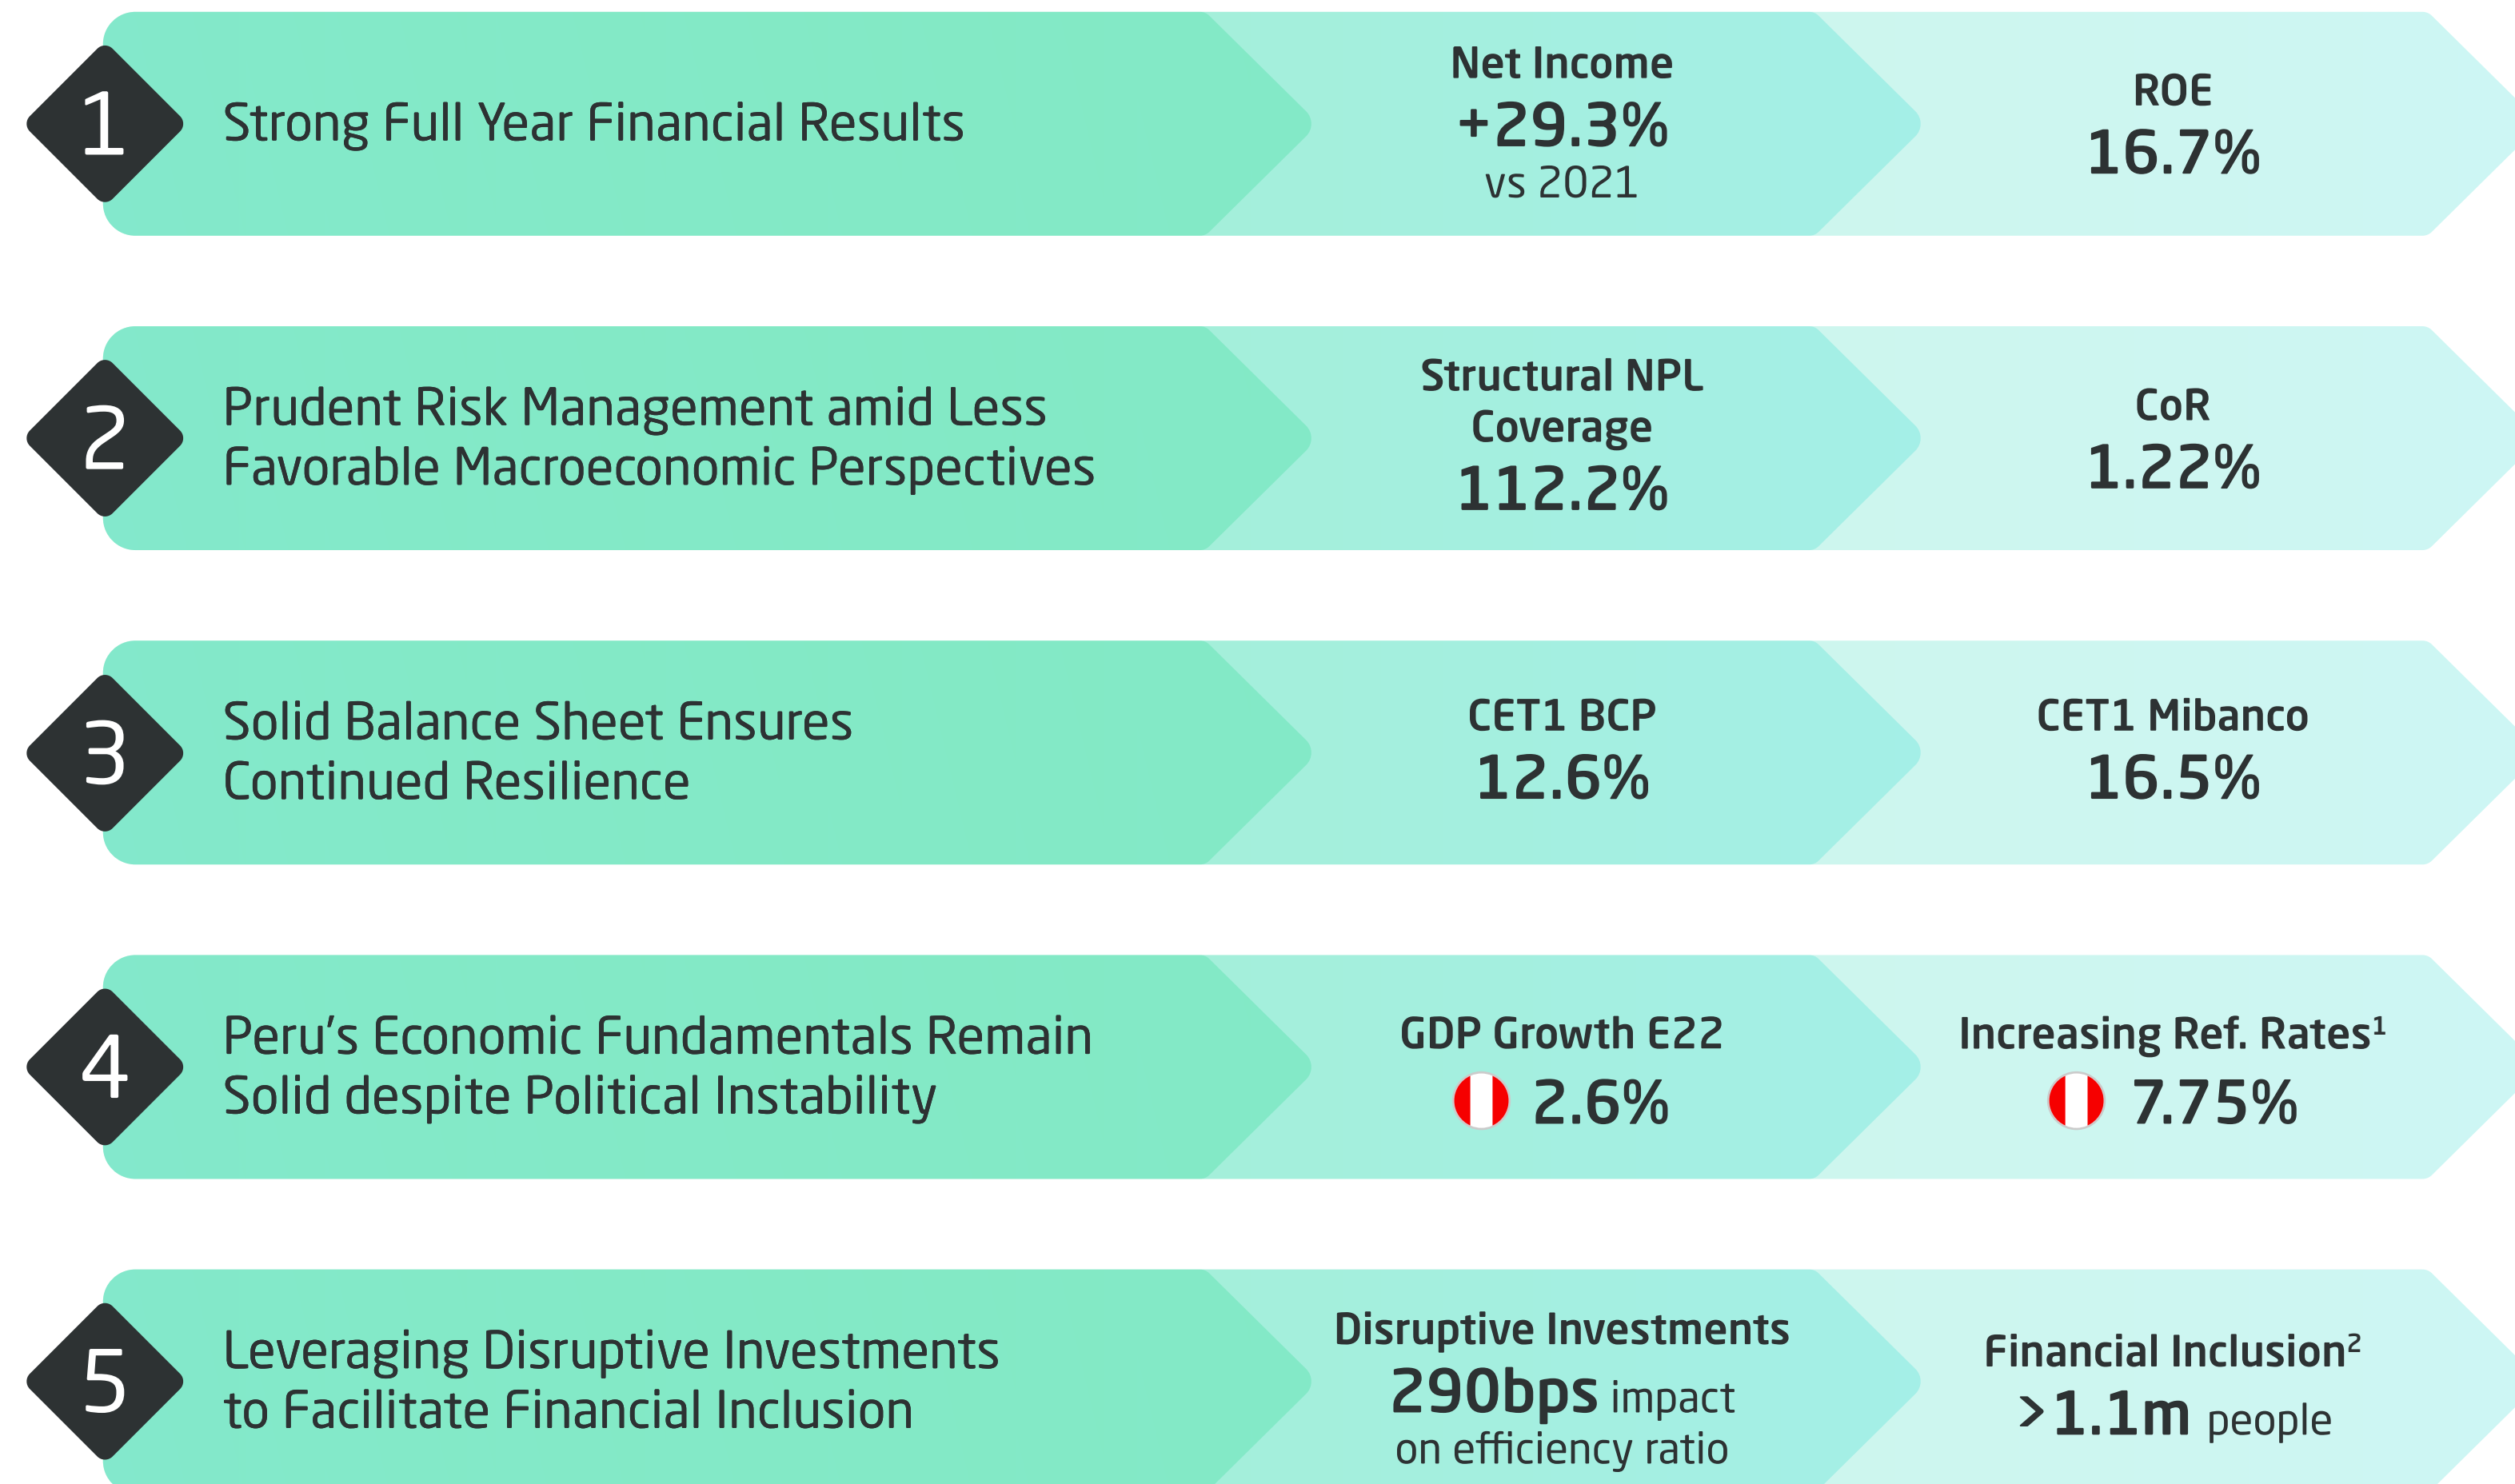 1
Strong Full Year Financial Results
Net Income
+29.3%
vs 2021
ROE
16.7%
2
Prudent Risk Management amid Less
Favorable Macroeconomic Perspectives
Structural NPL
Coverage
112.2%
CoR
1.22%
3
Solid Balance Sheet Ensures
Continued Resilience
CET1 BCP
12.6%
CET1 Mibanco
16.5%
4
Peru’s Economic Fundamentals Remain
Solid despite Political Instability
GDP Growth E22
2.6%
Increasing Ref. Rates¹
7.75%
5
Leveraging Disruptive Investments
to Facilitate Financial Inclusion
Disruptive Investments
290bps impact
on efficiency ratio
Financial Inclusion²
>1.1m people